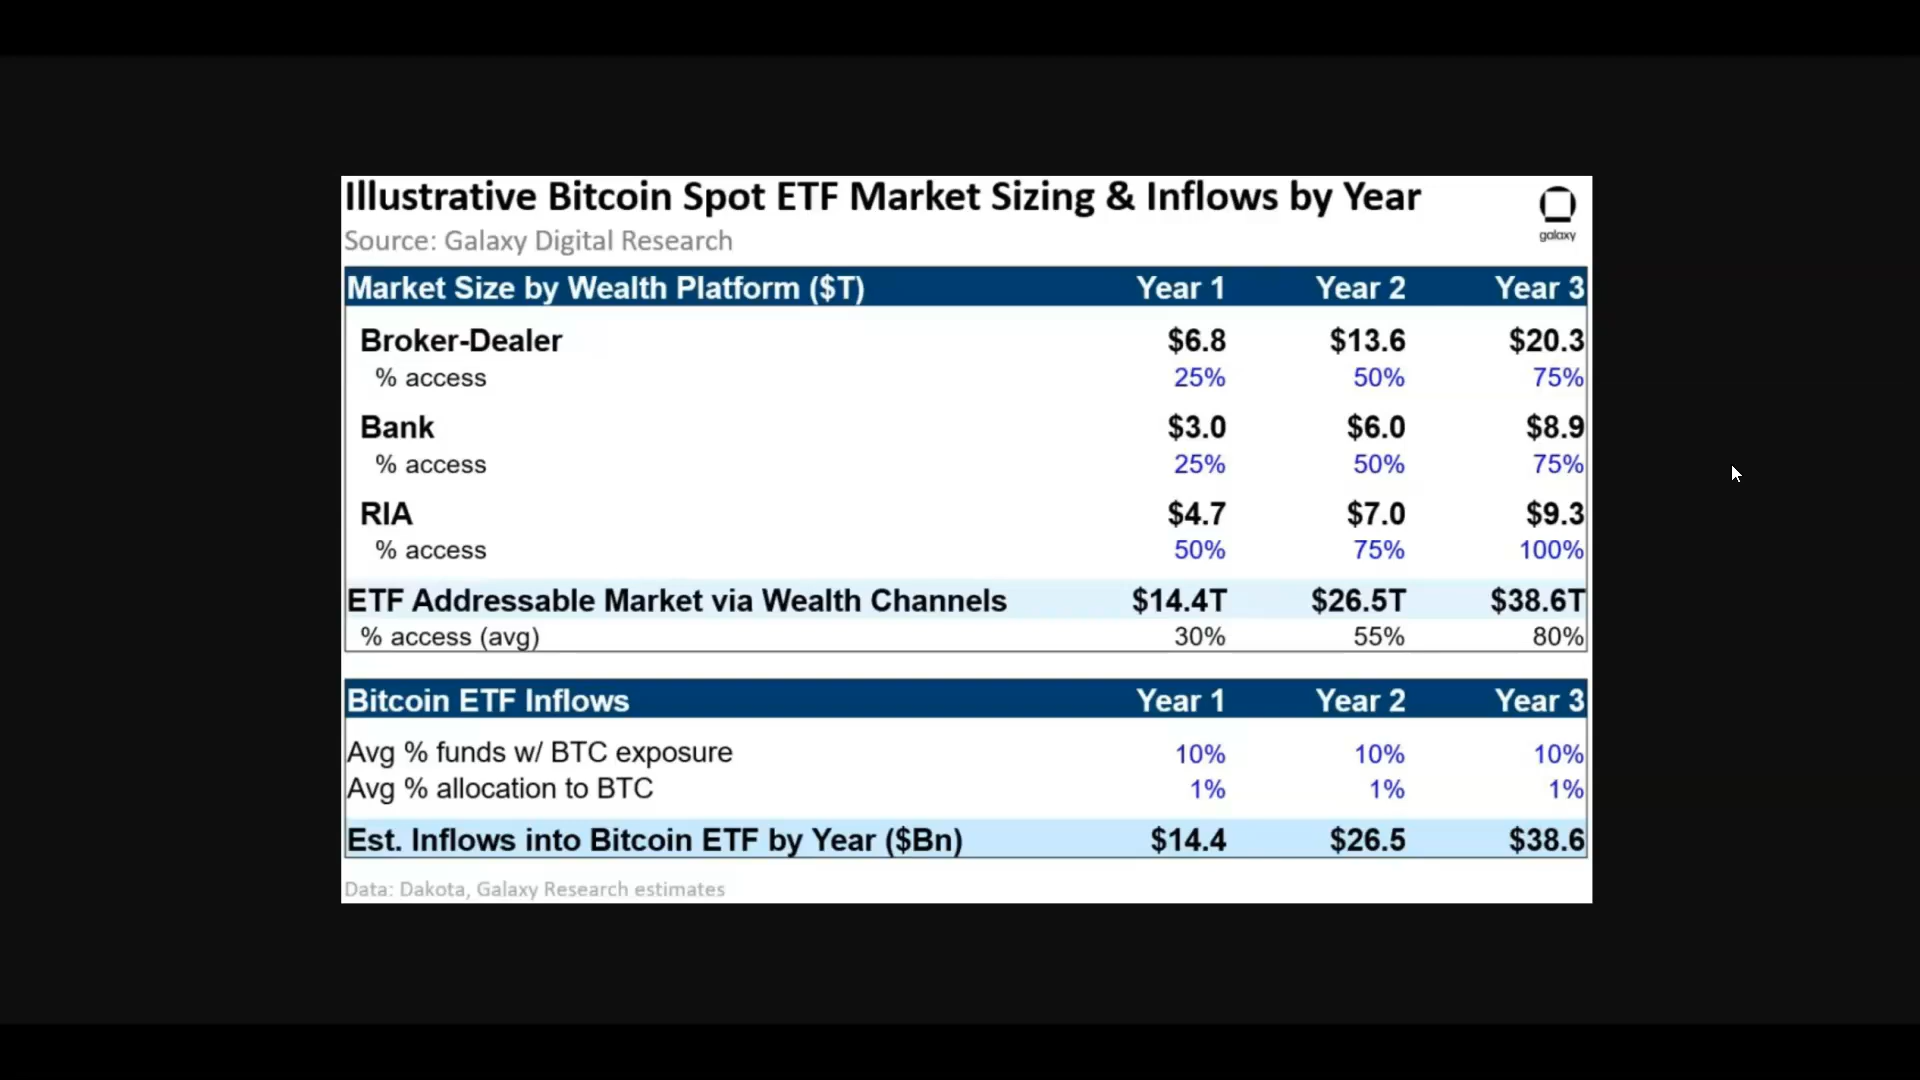 Illustrative Bitcoin Spot ETF Market Sizing & Inflows by Year
galaxy
Source: Galaxy Digital Research
Market Size by Wealth Platform ($T) Year 1 Year 2 Year 3
Broker-Dealer $6.8 $13.6 $20.3
% access 25% 50% 75%
Bank $3.0 $6.0 $8.9
% access 25% 50% 75%
RIA $4.7 $7.0 $9.3
% access 50% 75% 100%
ETF Addressable Market via Wealth Channels $14.4T $26.5T $38.6T
% access (avg) 30% 55% 80%
Bitcoin ETF Inflows Year 1 Year 2 Year 3
Avg % funds w/ BTC exposure 10% 10% 10%
Avg % allocation to BTC 1% 1% 1%
Est. Inflows into Bitcoin ETF by Year ($Bn) $14.4 $26.5 $38.6
Data: Dakota, Galaxy Research estimates